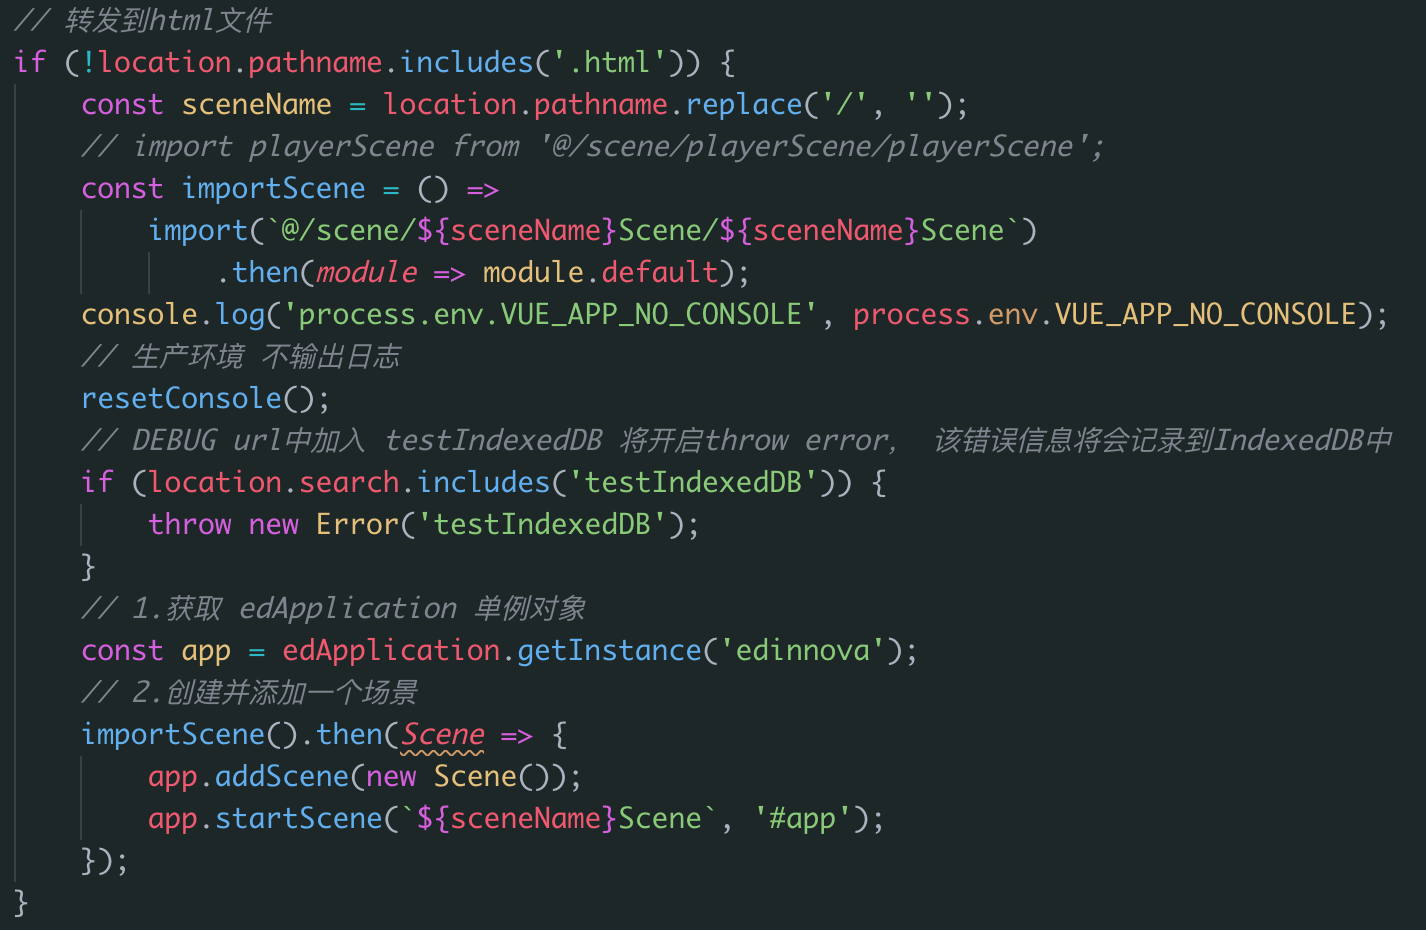 // 转发到html文件
if (!location.pathname.includes('.html')) {
    const sceneName = location.pathname.replace('/', '');
    // import playerScene from '@/scene/playerScene/playerScene';
    const importScene = () =>
        import(`@/scene/${sceneName}Scene/${sceneName}Scene`)
            .then(module => module.default);
    console.log('process.env.VUE_APP_NO_CONSOLE', process.env.VUE_APP_NO_CONSOLE);
    // 生产环境 不输出日志
    resetConsole();
    // DEBUG url中加入 testIndexedDB 将开启throw error， 该错误信息将会记录到IndexedDB中
    if (location.search.includes('testIndexedDB')) {
        throw new Error('testIndexedDB');
    }
    // 1.获取 edApplication 单例对象
    const app = edApplication.getInstance('edinnova');
    // 2.创建并添加一个场景
    importScene().then(Scene => {
        app.addScene(new Scene());
        app.startScene(`${sceneName}Scene`, '#app');
    });
}